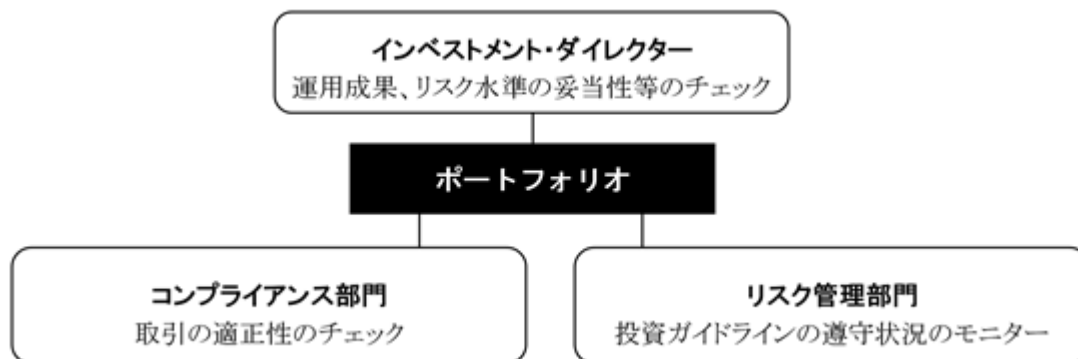 インベストメント・ダイレクター
運用成果、リスク水準の妥当性等のチェック
ポートフォリオ
コンプライアンス部門
取引の適正性のチェック
リスク管理部門
投資ガイドラインの遵守状況のモニター